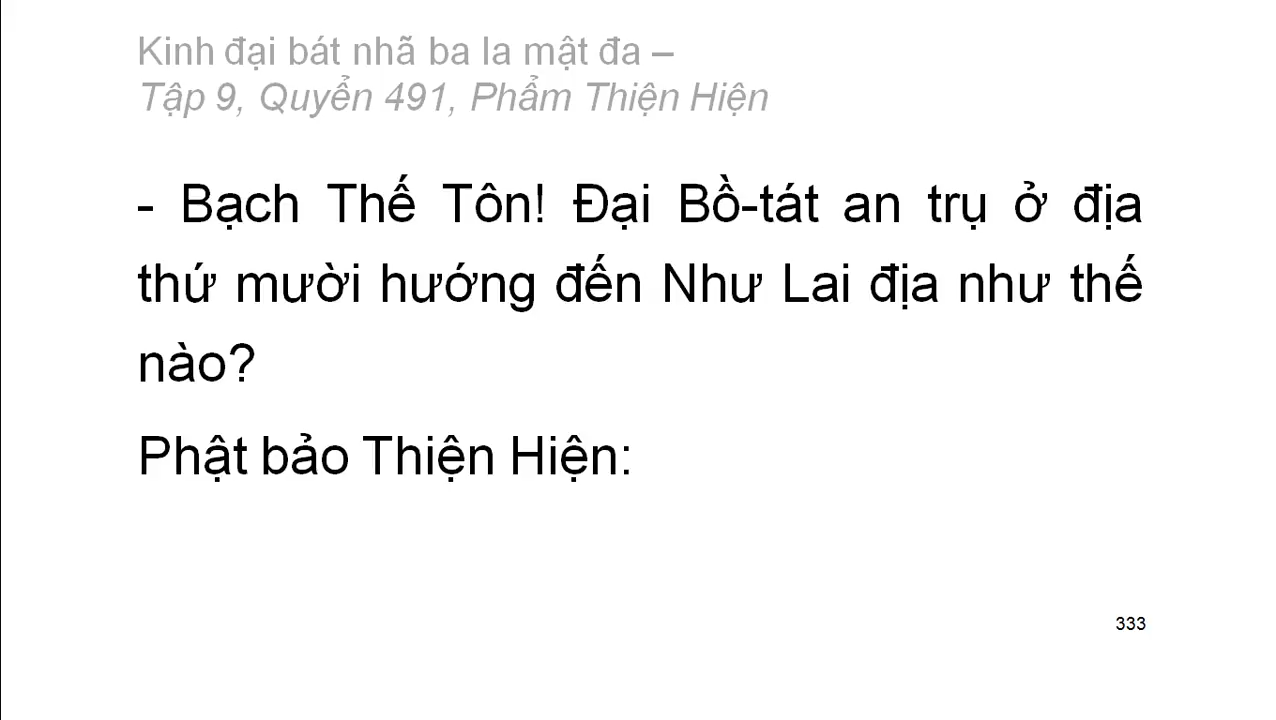 Kinh đại bát nhã ba la mật đa –
Tập 9, Quyển 491, Phẩm Thiện Hiện
- Bạch Thế Tôn! Đại Bồ-tát an trụ ở địa
thứ mười hướng đến Như Lai địa như thế
nào?
Phật bảo Thiện Hiện:
333